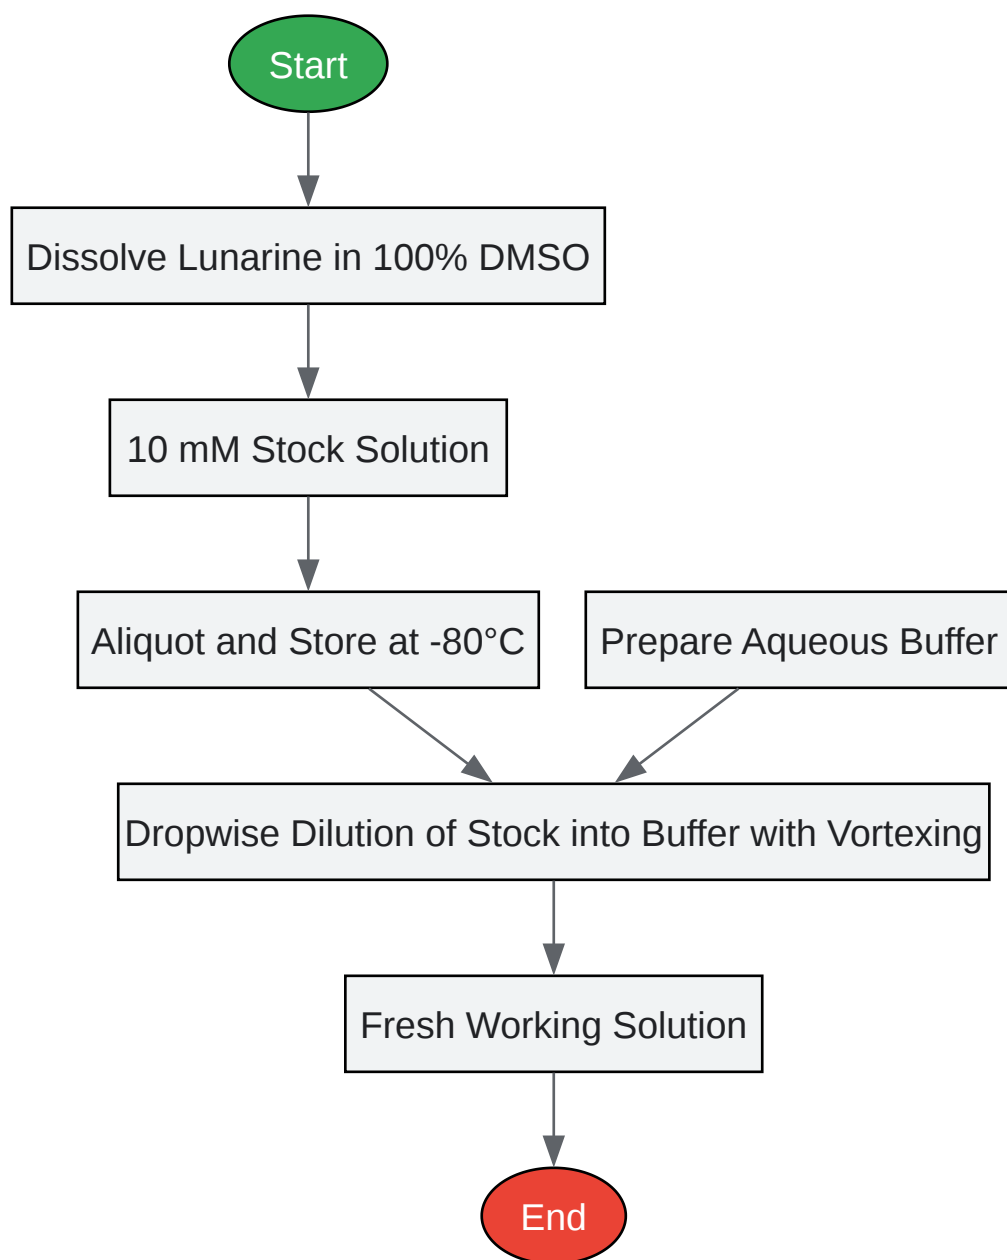 Start
Dissolve Lunarine in 100% DMSO
10 mM Stock Solution
Aliquot and Store at -80°C
Prepare Aqueous Buffer
Dropwise Dilution of Stock into Buffer with Vortexing
Fresh Working Solution
End